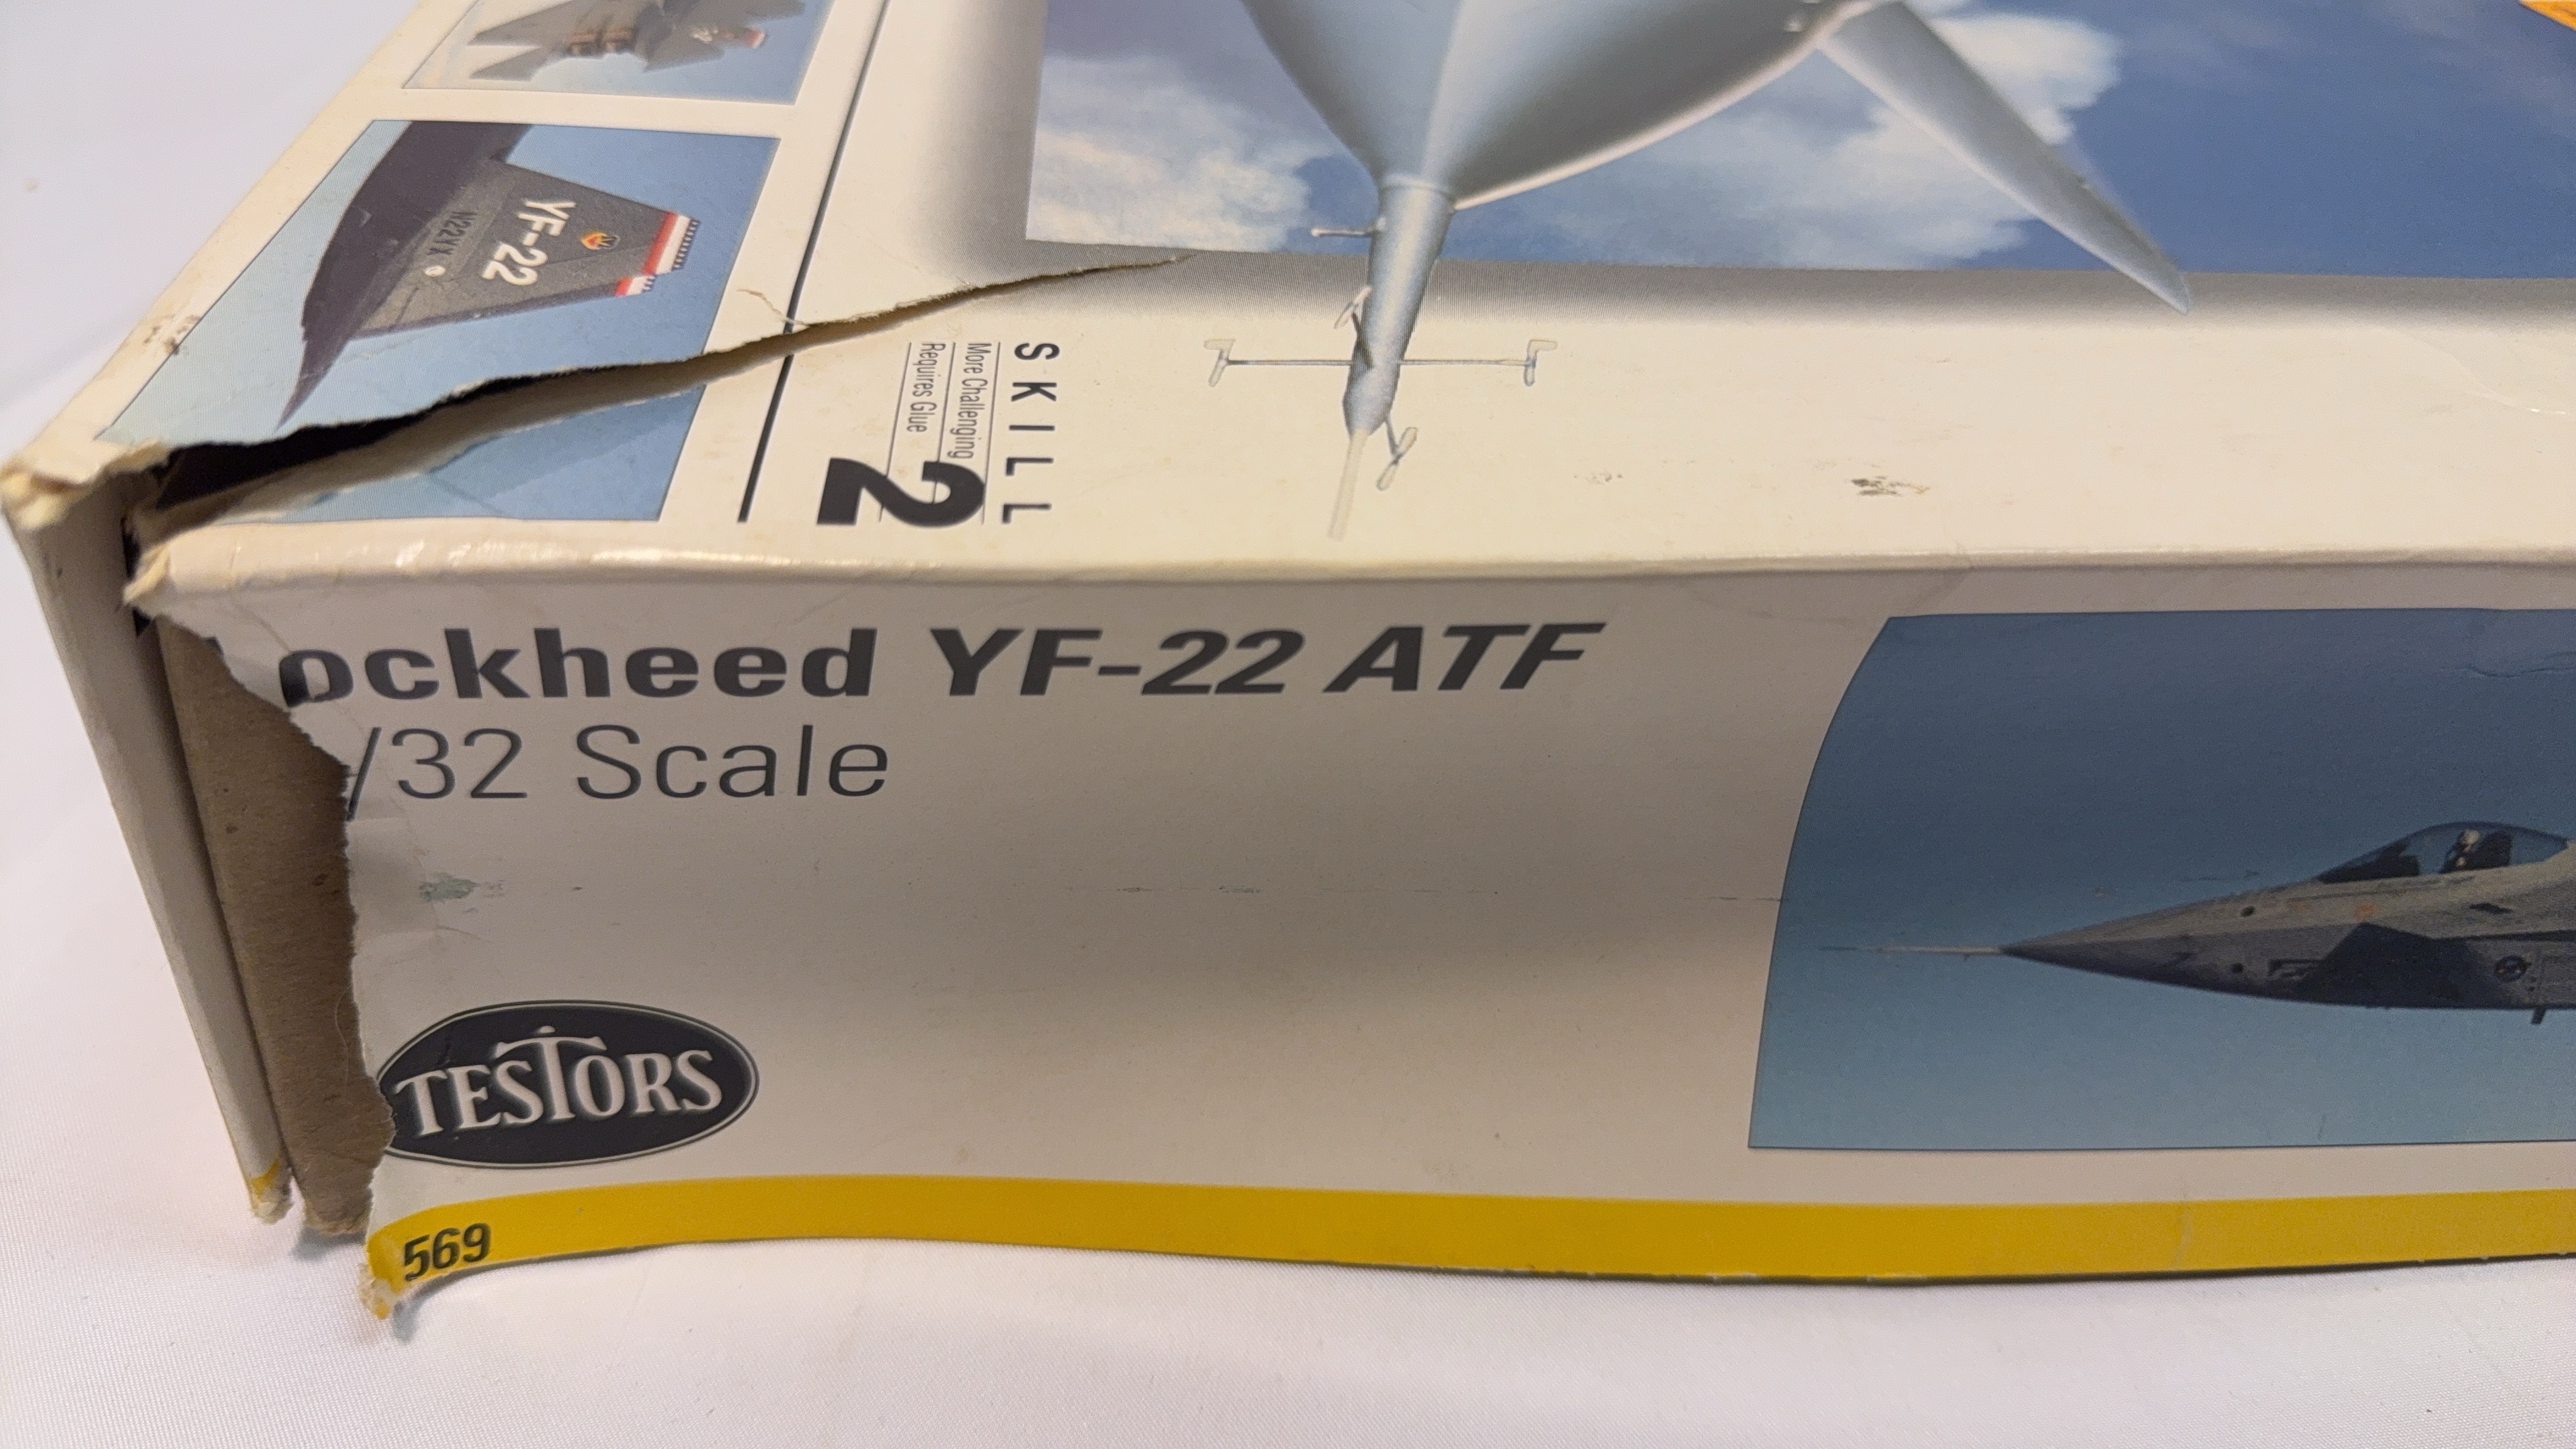 YF-22
N22YX
SKILL
More Challenging
Requires Glue
2
ockheed YF-22 ATF
/32 Scale
TESTORS
569